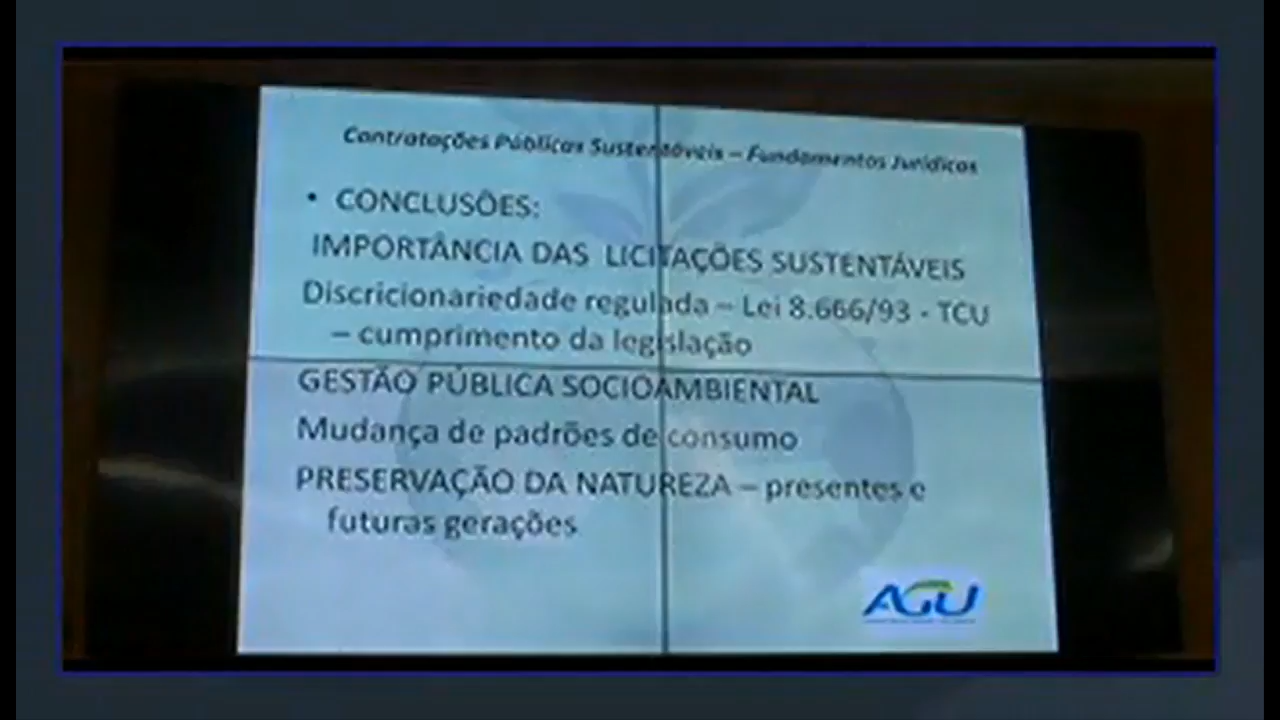 Contratações Públicas Sustentáveis – Fundamentos Jurídicos
• CONCLUSÕES:
IMPORTÂNCIA DAS LICITAÇÕES SUSTENTÁVEIS
Discricionariedade regulada – Lei 8.666/93 - TCU
– cumprimento da legislação
GESTÃO PÚBLICA SOCIOAMBIENTAL
Mudança de padrões de consumo
PRESERVAÇÃO DA NATUREZA – presentes e
futuras gerações
AGU